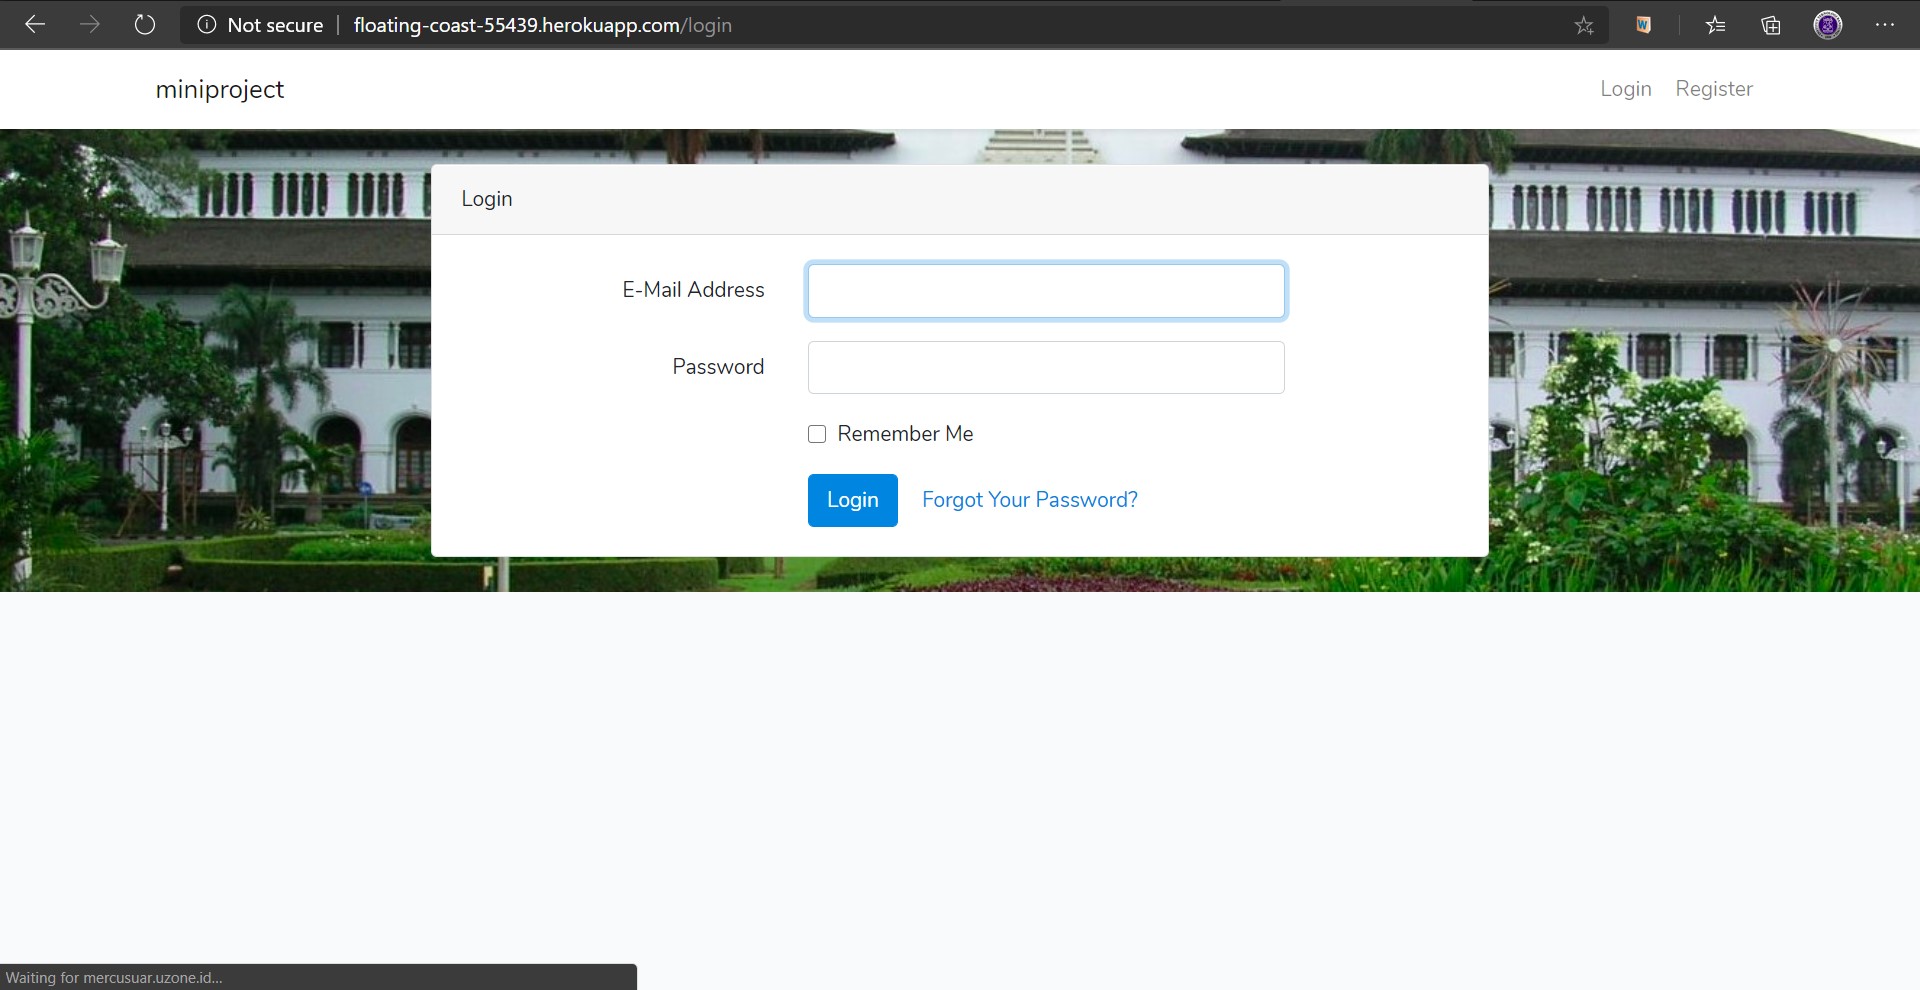 Not secure | floating-coast-55439.herokuapp.com/login
miniproject
Login Register
Login
E-Mail Address
Password
Remember Me
Login Forgot Your Password?
Waiting for mercusuar.uzone.id...